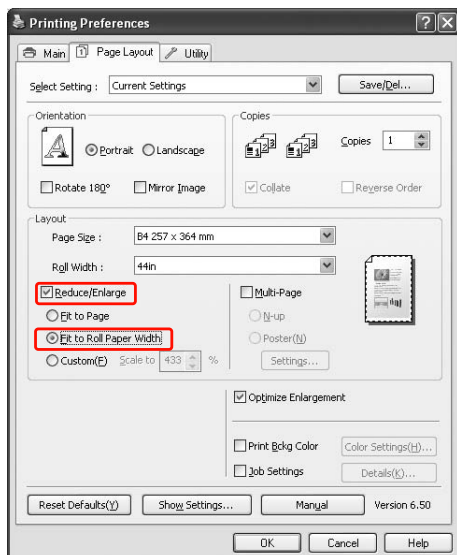 Printing Preferences
Main
Page Layout
Utility
Select Setting : Current Settings Save/Del...
Orientation
A
Portrait Landscape
Rotate 180° Mirror Image
Copies
Copies 1
Collate Reverse Order
Layout
Page Size : B4 257 x 364 mm
Roll Width : 44in
Reduce/Enlarge
Fit to Page
Fit to Roll Paper Width
Custom(F) Scale to 433 %
Multi-Page
N-up
Poster(N)
Settings...
Optimize Enlargement
Print Bckg Color Color Settings(H)...
Job Settings Details(K)...
Reset Defaults(Y) Show Settings... Manual Version 6.50
OK Cancel Help